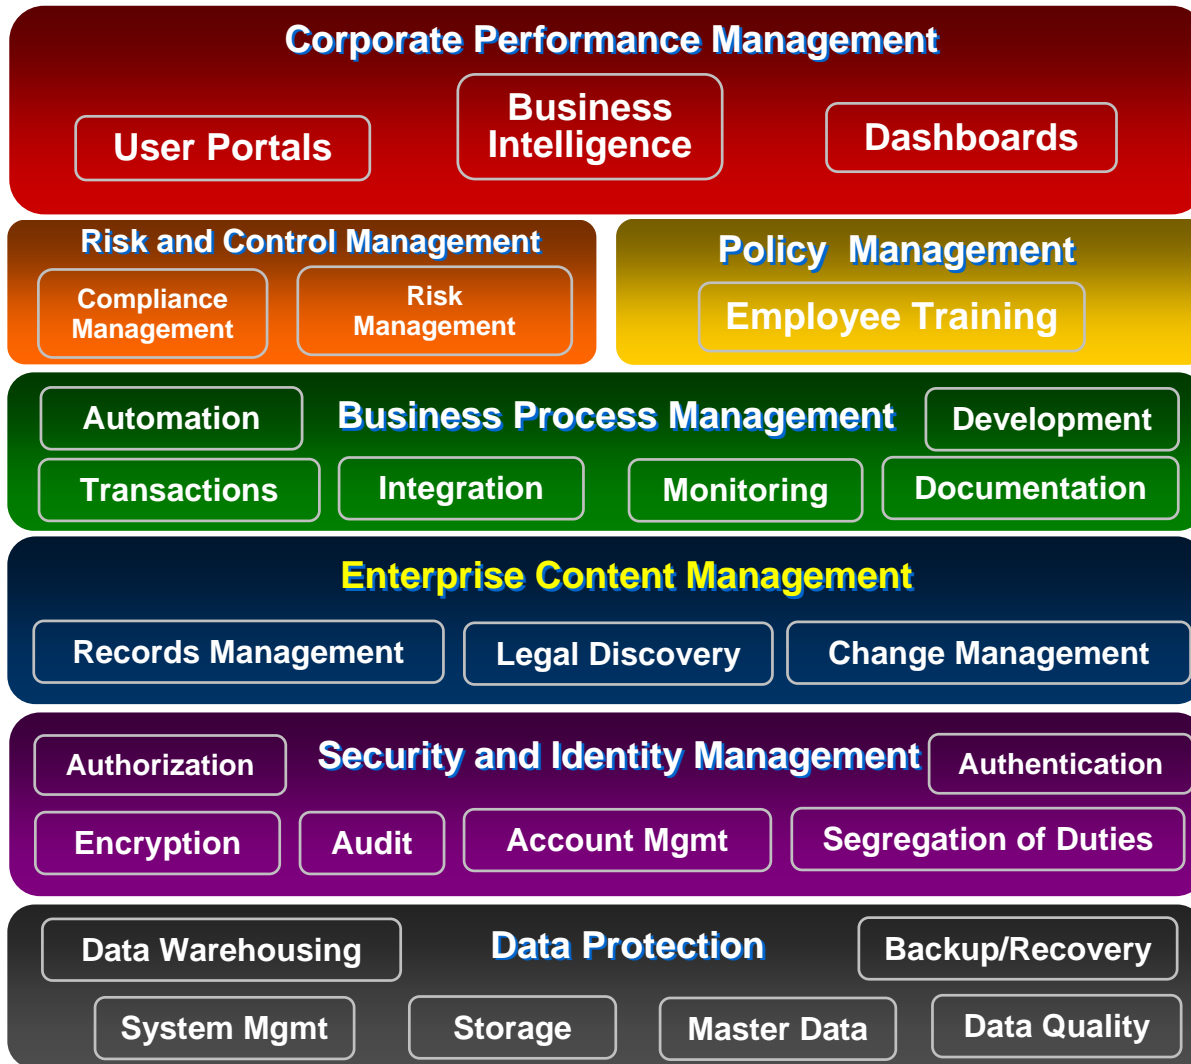 Corporate Performance Management
User Portals
Business
Intelligence
Dashboards
Risk and Control Management
Compliance
Management
Risk
Management
Policy Management
Employee Training
Automation
Business Process Management
Development
Transactions
Integration
Monitoring
Documentation
Enterprise Content Management
Records Management
Legal Discovery
Change Management
Authorization
Security and Identity Management
Authentication
Encryption
Audit
Account Mgmt
Segregation of Duties
Data Warehousing
Data Protection
Backup/Recovery
System Mgmt
Storage
Master Data
Data Quality